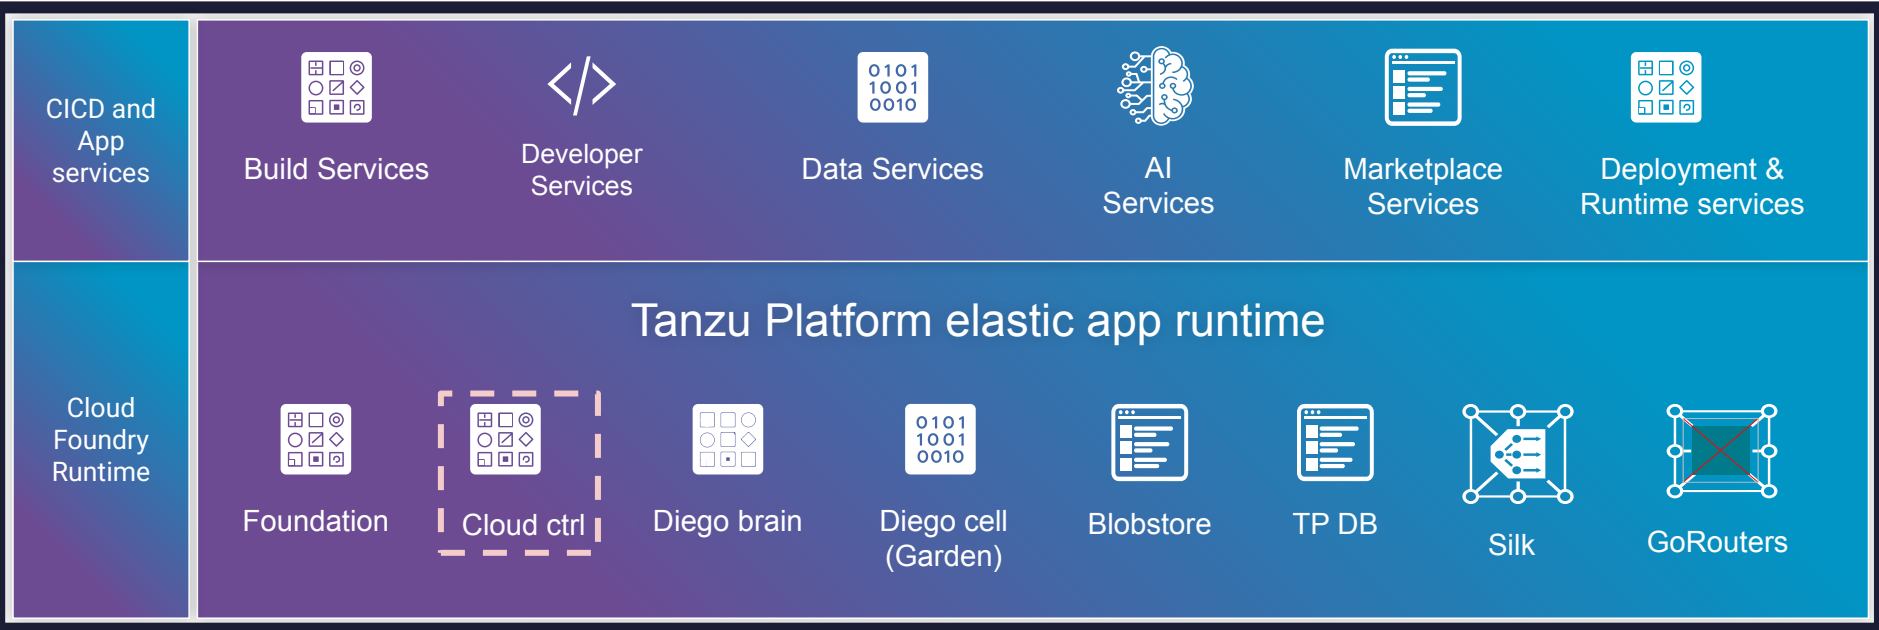 CICD and
App
services
Build Services
Developer
Services
0101
1001
0010
Data Services
AI
Services
Marketplace
Services
Deployment &
Runtime services
Cloud
Foundry
Runtime
Tanzu Platform elastic app runtime
Foundation
Cloud ctrl
Diego brain
0101
1001
0010
Diego cell
(Garden)
Blobstore
TP DB
Silk
GoRouters